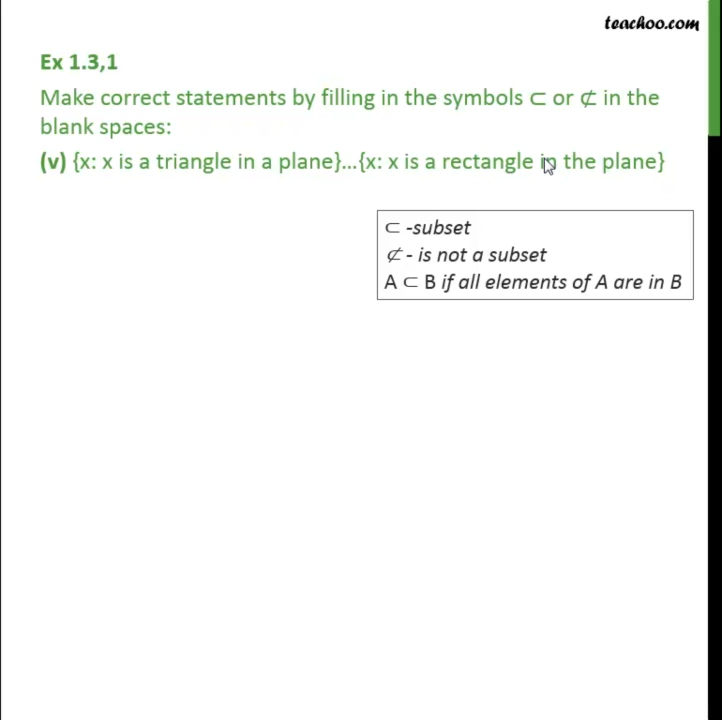 teachoo.com
Ex 1.3,1
Make correct statements by filling in the symbols ⊂ or ⊄ in the
blank spaces:
(v) {x: x is a triangle in a plane}...{x: x is a rectangle in the plane}
⊂ -subset
⊄ - is not a subset
A ⊂ B if all elements of A are in B